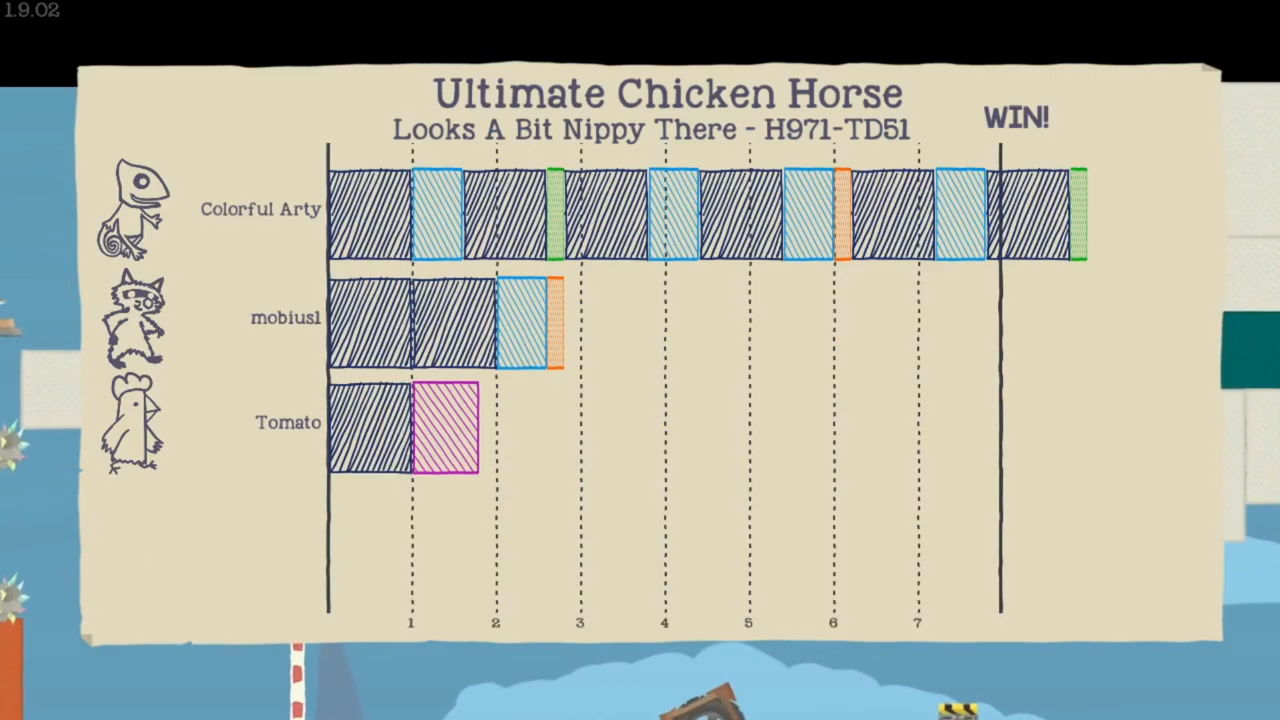 1.9.02
Ultimate Chicken Horse
Looks A Bit Nippy There - H971-TD51
WIN!
Colorful Arty
mobius1
Tomato
1 2 3 4 5 6 7